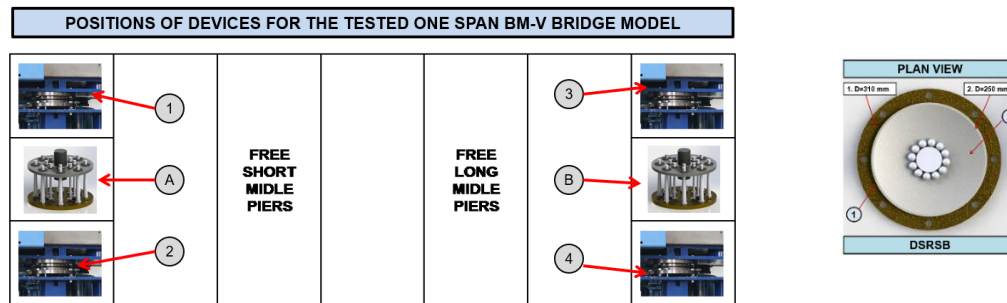 POSITIONS OF DEVICES FOR THE TESTED ONE SPAN BM-V BRIDGE MODEL
1
A
2
FREE
SHORT
MIDLE
PIERS
FREE
LONG
MIDLE
PIERS
3
B
4
PLAN VIEW
1. D=310 mm
2. D=250 mm
1
DSRSB